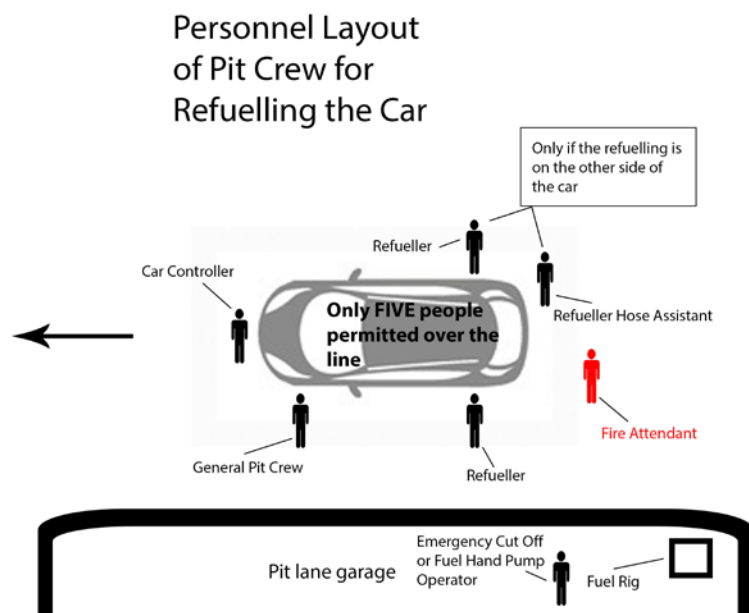 Personnel Layout
of Pit Crew for
Refuelling the Car
Only if the refuelling is
on the other side of
the car
Refueller
Car Controller
Refueller Hose Assistant
Only FIVE people
permitted over the
line
Fire Attendant
General Pit Crew
Refueller
Emergency Cut Off
or Fuel Hand Pump
Operator
Pit lane garage
Fuel Rig